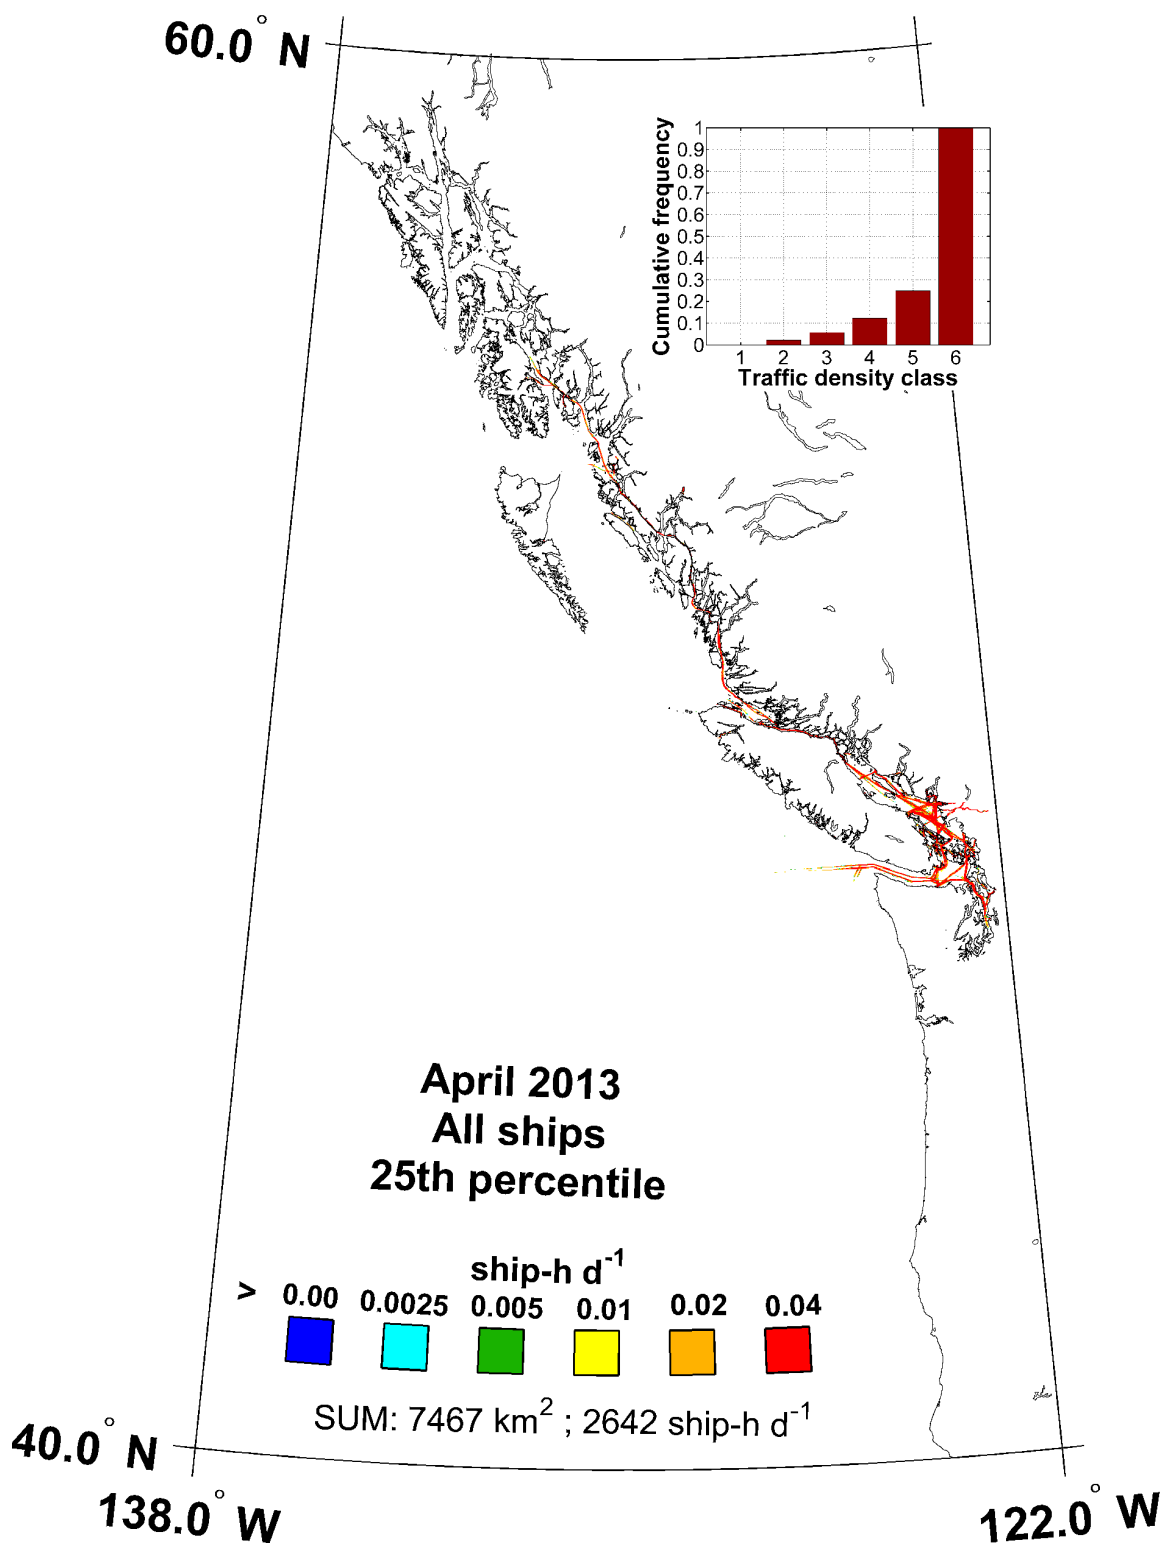 60.0° N
Cumulative frequency
1
0.9
0.8
0.7
0.6
0.5
0.4
0.3
0.2
0.1
0
1 2 3 4 5 6
Traffic density class
April 2013
All ships
25th percentile
ship-h d⁻¹
> 0.00 0.0025 0.005 0.01 0.02 0.04
SUM: 7467 km² ; 2642 ship-h d⁻¹
40.0° N
138.0° W
122.0° W